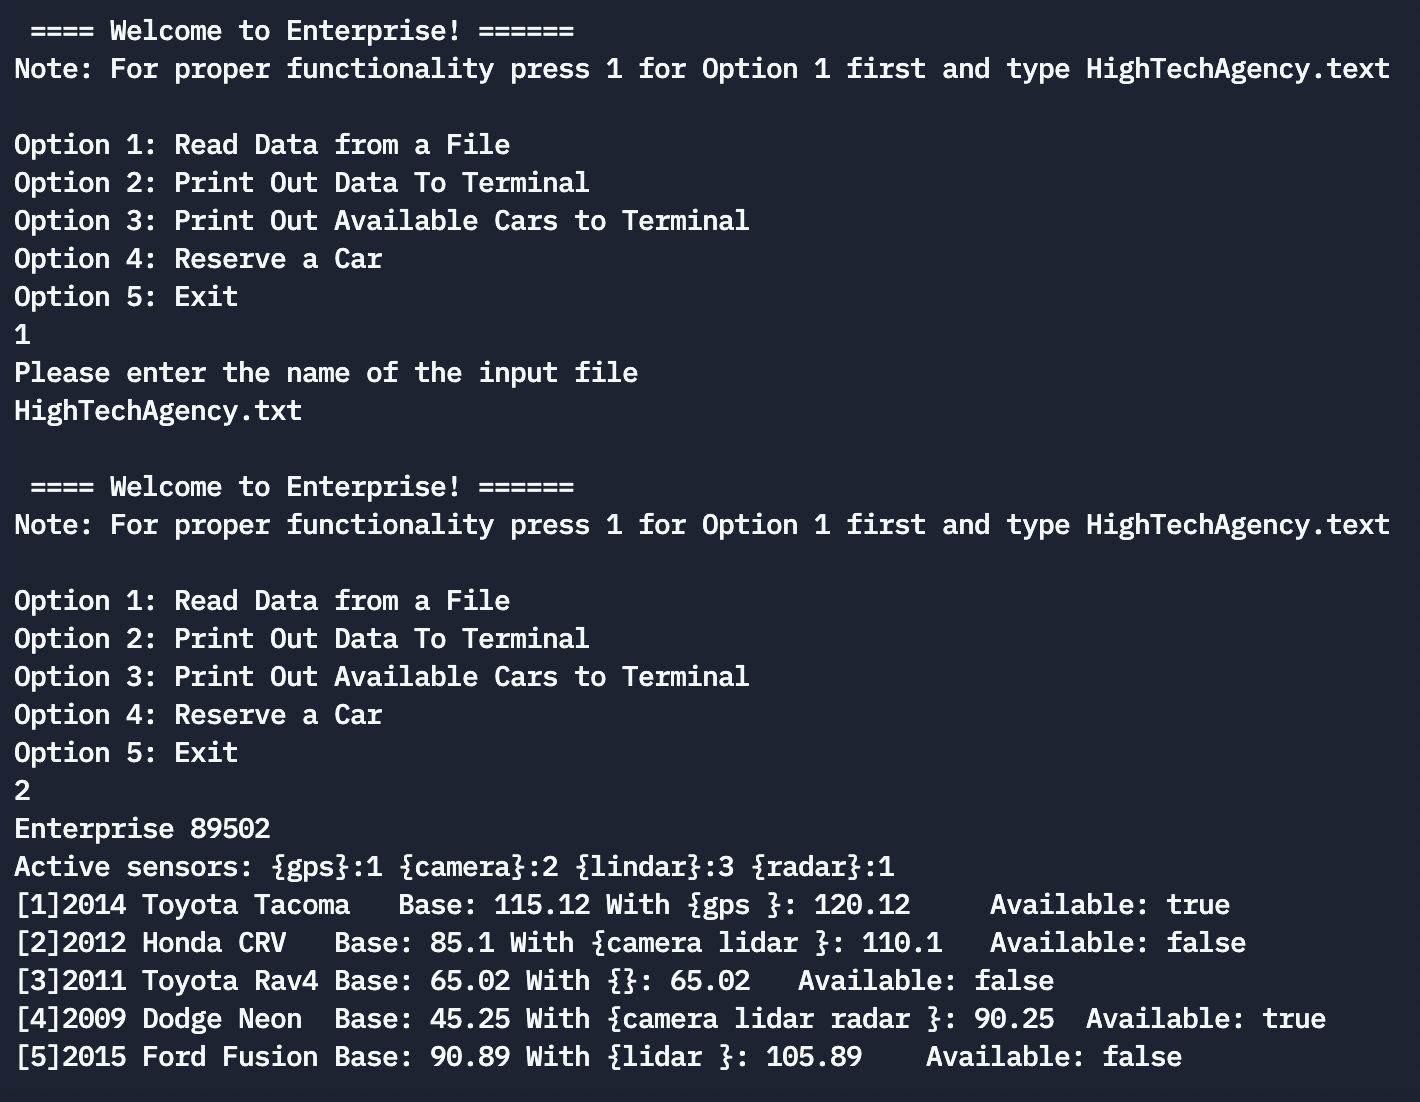 ==== Welcome to Enterprise! ======
Note: For proper functionality press 1 for Option 1 first and type HighTechAgency.text
Option 1: Read Data from a File
Option 2: Print Out Data To Terminal
Option 3: Print Out Available Cars to Terminal
Option 4: Reserve a Car
Option 5: Exit
1
Please enter the name of the input file
HighTechAgency.txt
==== Welcome to Enterprise! ======
Note: For proper functionality press 1 for Option 1 first and type HighTechAgency.text
Option 1: Read Data from a File
Option 2: Print Out Data To Terminal
Option 3: Print Out Available Cars to Terminal
Option 4: Reserve a Car
Option 5: Exit
2
Enterprise 89502
Active sensors: {gps}:1 {camera}:2 {lindar}:3 {radar}:1
[1]2014 Toyota Tacoma   Base: 115.12 With {gps }: 120.12     Available: true
[2]2012 Honda CRV   Base: 85.1 With {camera lidar }: 110.1   Available: false
[3]2011 Toyota Rav4 Base: 65.02 With {}: 65.02   Available: false
[4]2009 Dodge Neon  Base: 45.25 With {camera lidar radar }: 90.25  Available: true
[5]2015 Ford Fusion Base: 90.89 With {lidar }: 105.89    Available: false